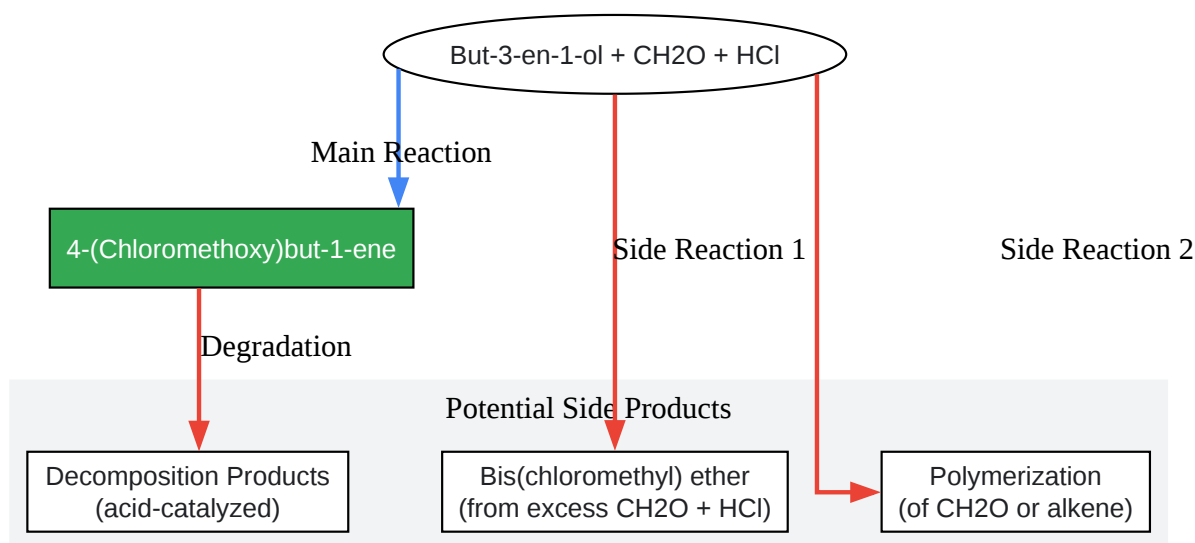 But-3-en-1-ol + CH2O + HCl
Main Reaction
4-(Chloromethoxy)but-1-ene
Side Reaction 1
Side Reaction 2
Degradation
Potential Side Products
Decomposition Products
(acid-catalyzed)
Bis(chloromethyl) ether
(from excess CH2O + HCl)
Polymerization
(of CH2O or alkene)